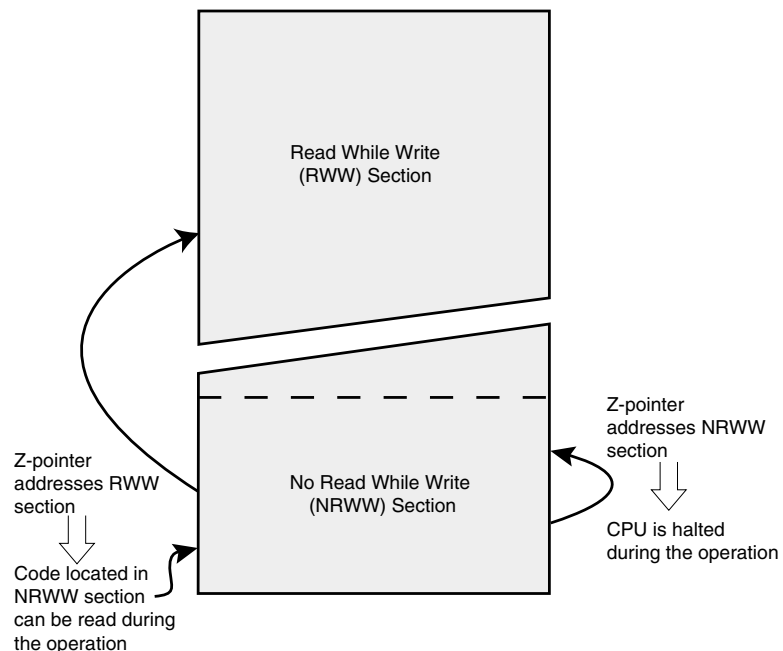 Read While Write
(RWW) Section
Z-pointer
addresses NRWW
section
Z-pointer
addresses RWW
section
No Read While Write
(NRWW) Section
CPU is halted
during the operation
Code located in
NRWW section
can be read during
the operation